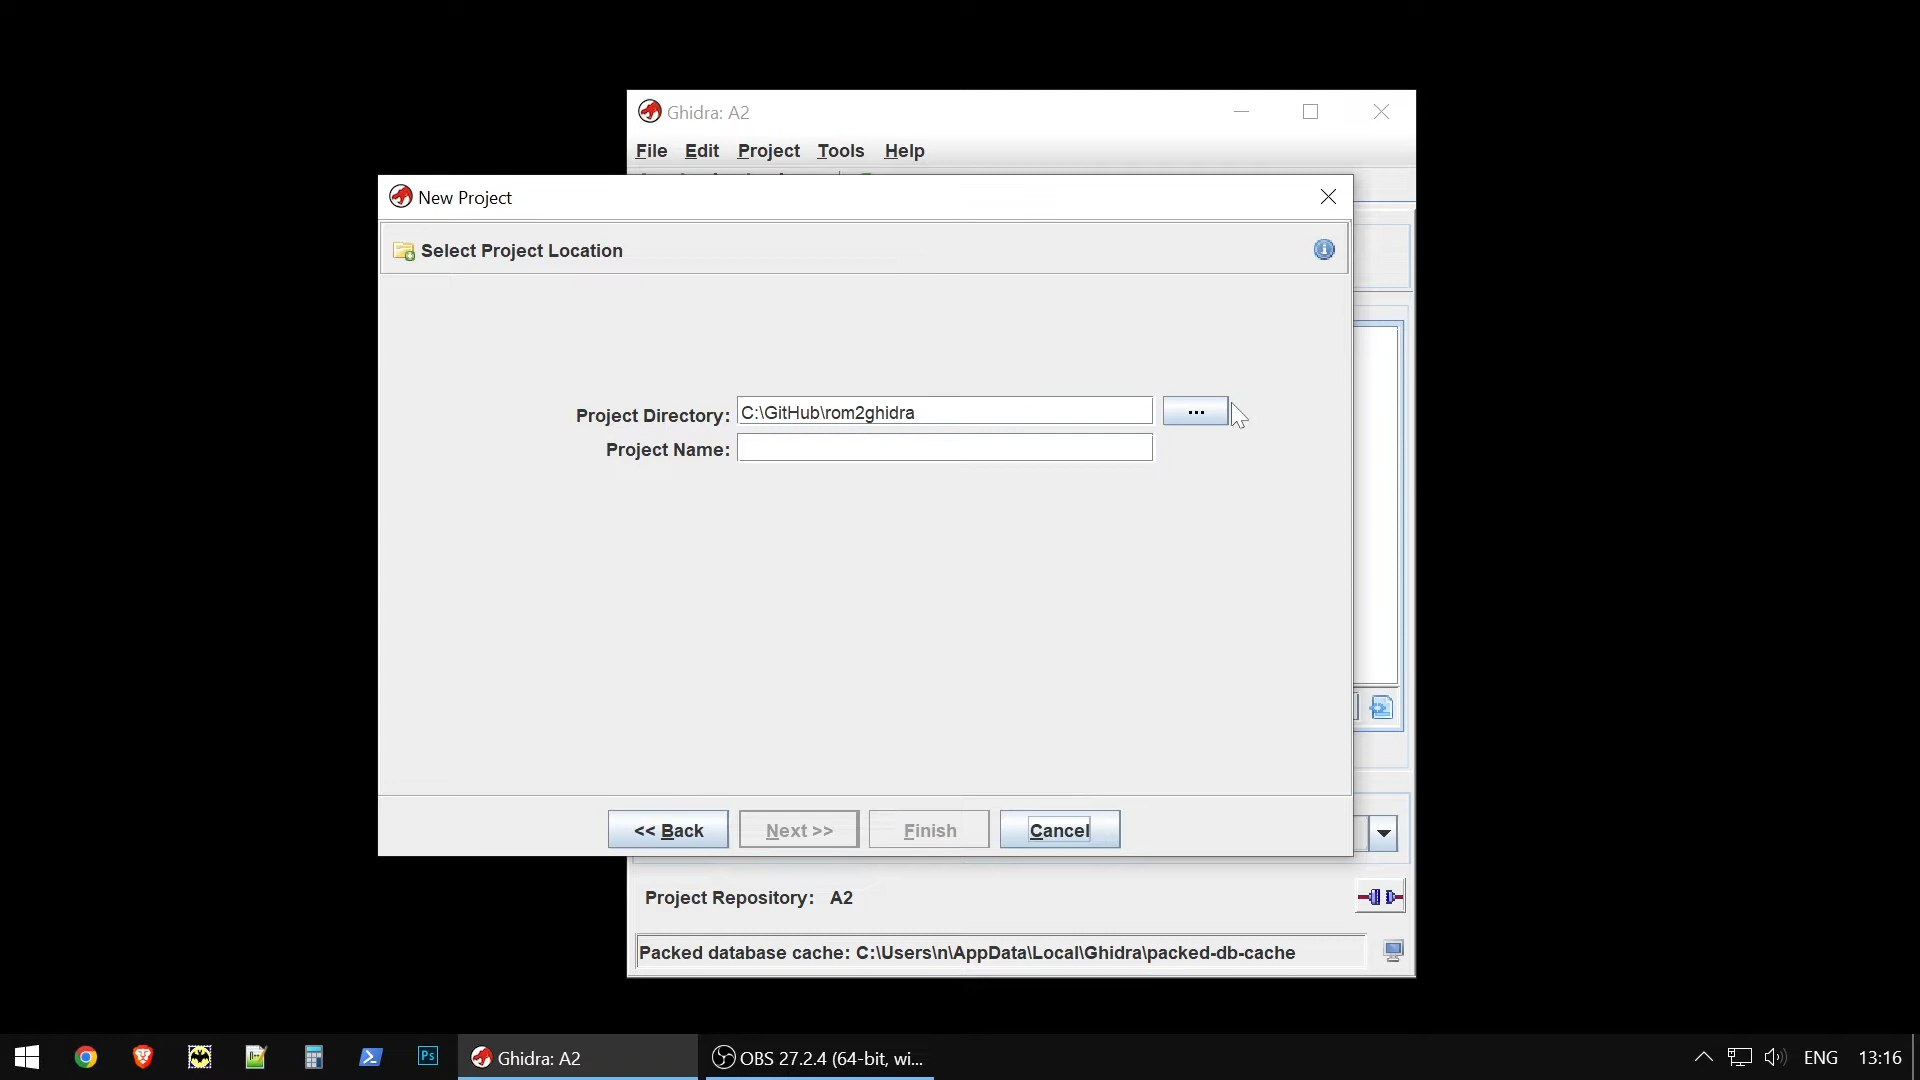 Ghidra: A2
File Edit Project Tools Help
New Project
Select Project Location
Project Directory: C:\GitHub\rom2ghidra ...
Project Name:
<< Back Next >> Finish Cancel
Project Repository: A2
Packed database cache: C:\Users\n\AppData\Local\Ghidra\packed-db-cache
Ps Ghidra: A2 OBS 27.2.4 (64-bit, wi... ENG 13:16